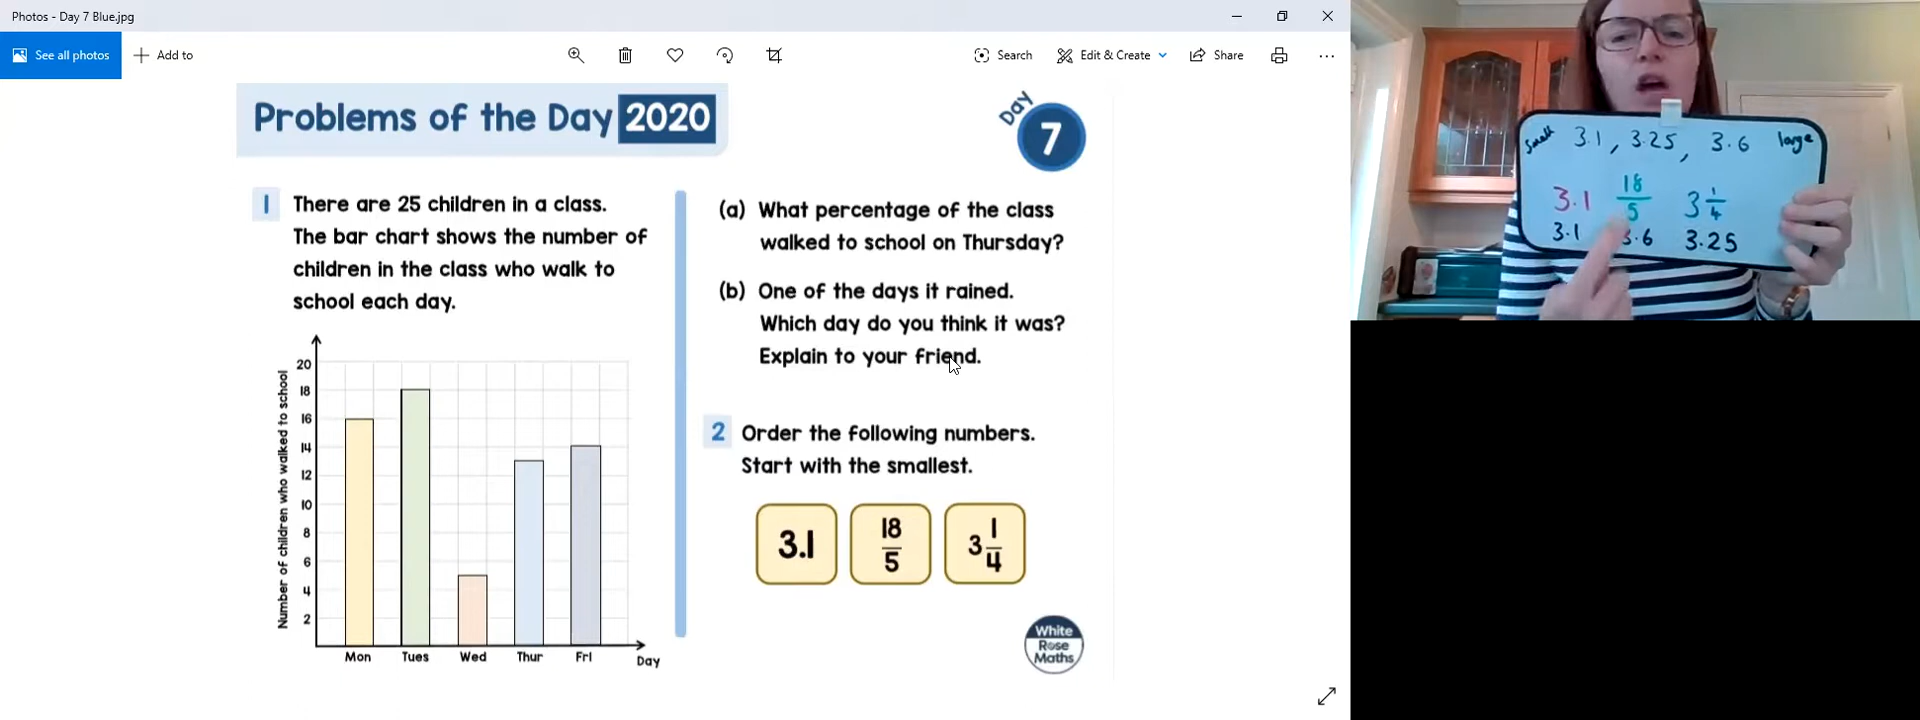 Photos - Day 7 Blue.jpg
See all photos
Add to
Search
Edit & Create
Share
Problems of the Day 2020
Day
7
1 There are 25 children in a class.
The bar chart shows the number of
children in the class who walk to
school each day.
Number of children who walked to school
20
18
16
14
12
10
8
6
4
2
Mon Tues Wed Thur Fri
Day
(a) What percentage of the class
walked to school on Thursday?
(b) One of the days it rained.
Which day do you think it was?
Explain to your friend.
2 Order the following numbers.
Start with the smallest.
3.1 18/5 3 1/4
White
Rose
Maths
small 3.1, 3.25, 3.6 large
3.1 18/5 3 1/4
3.1 3.6 3.25